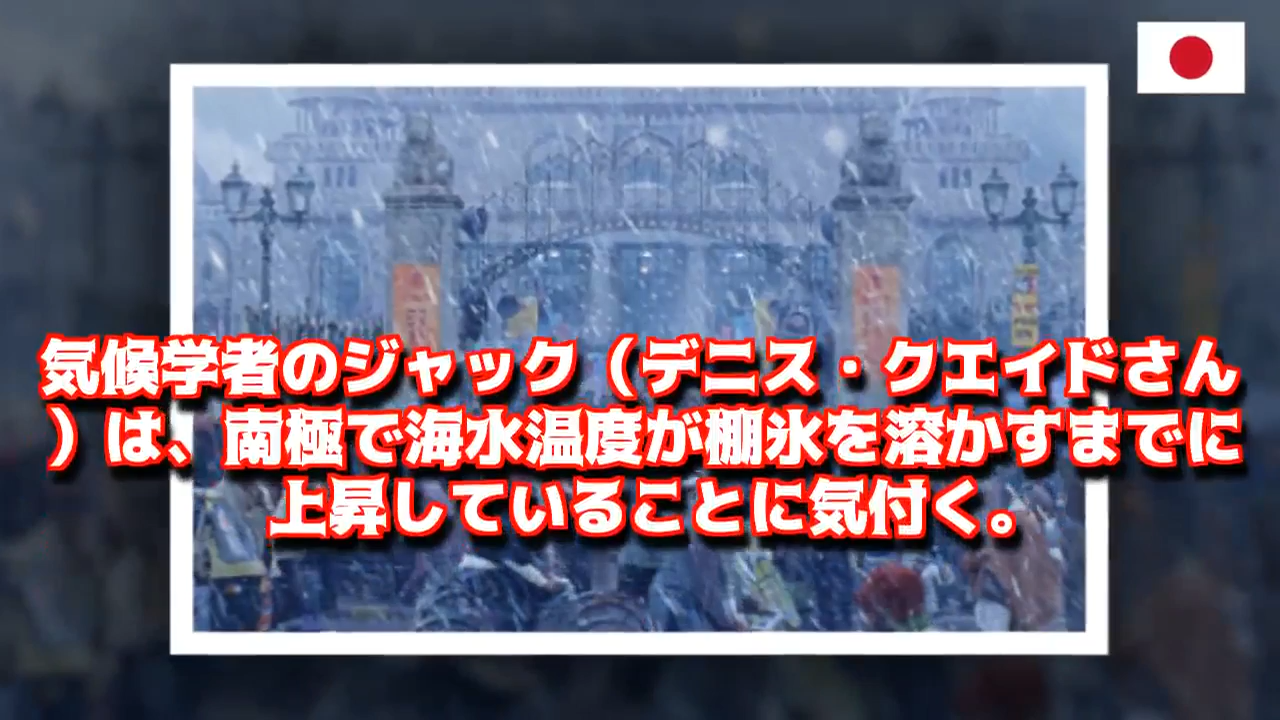 気候学者のジャック（デニス・クエイドさん
）は、南極で海水温度が棚氷を溶かすまでに
上昇していることに気付く。